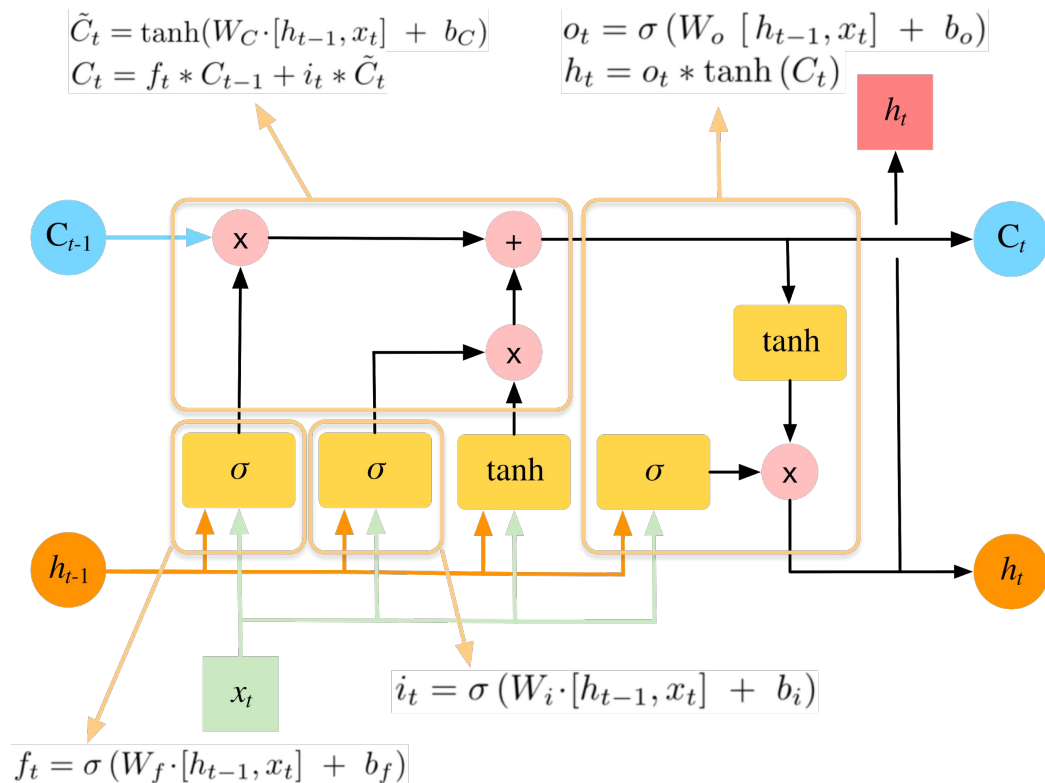 C̃_t = tanh(W_C·[h_{t-1}, x_t] + b_C)
C_t = f_t * C_{t-1} + i_t * C̃_t
o_t = σ (W_o [h_{t-1}, x_t] + b_o)
h_t = o_t * tanh (C_t)
h_t
C_{t-1}
x
+
C_t
x
tanh
σ
σ
tanh
σ
x
h_{t-1}
h_t
x_t
i_t = σ (W_i·[h_{t-1}, x_t] + b_i)
f_t = σ (W_f·[h_{t-1}, x_t] + b_f)